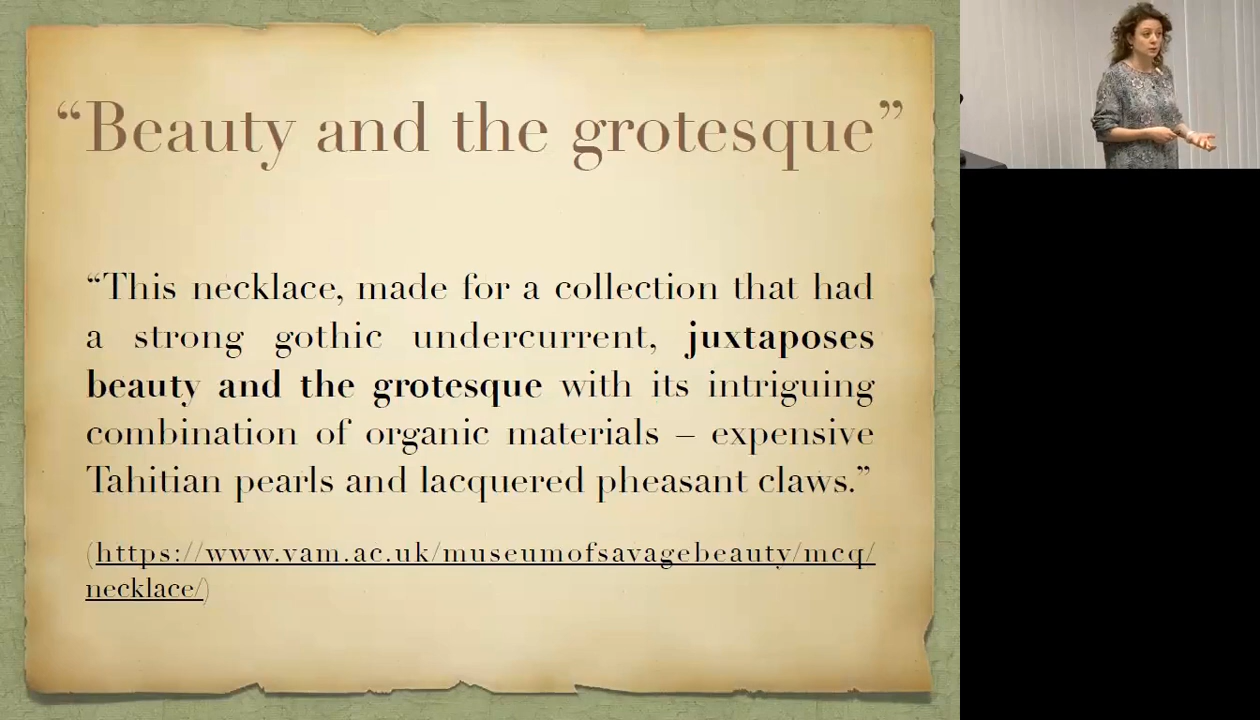 “Beauty and the grotesque”
“This necklace, made for a collection that had
a strong gothic undercurrent, juxtaposes
beauty and the grotesque with its intriguing
combination of organic materials – expensive
Tahitian pearls and lacquered pheasant claws.”
(https://www.vam.ac.uk/museumofsavagebeauty/mcq/
necklace/)